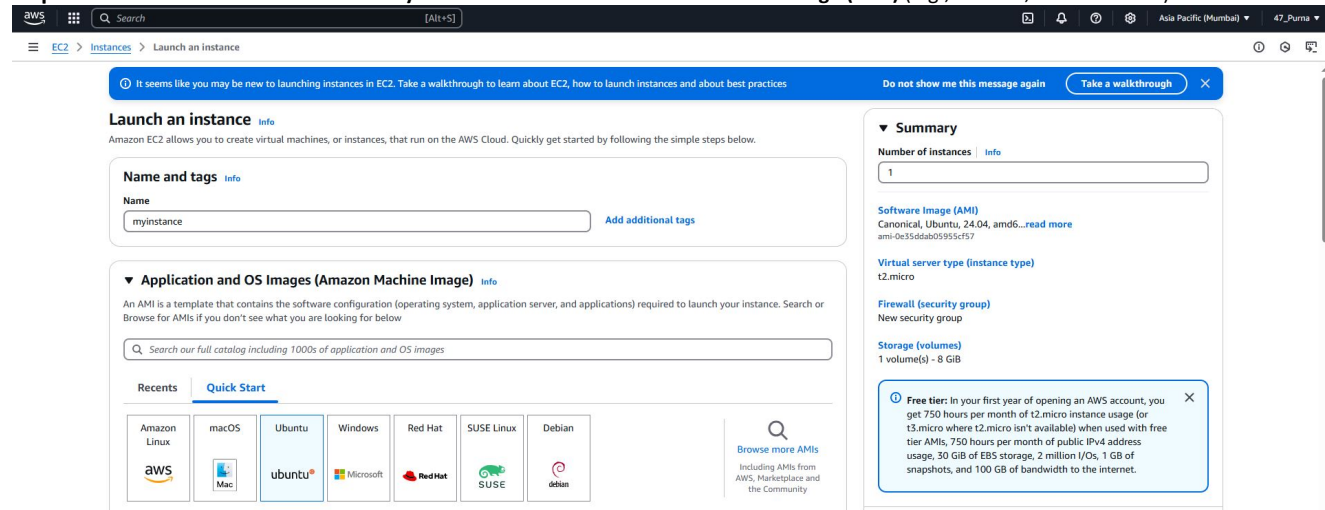 aws
Search
[Alt+S]
Asia Pacific (Mumbai) ▼
47_Purna ▼
EC2 > Instances > Launch an instance
It seems like you may be new to launching instances in EC2. Take a walkthrough to learn about EC2, how to launch instances and about best practices
Do not show me this message again
Take a walkthrough
Launch an instance Info
Amazon EC2 allows you to create virtual machines, or instances, that run on the AWS Cloud. Quickly get started by following the simple steps below.
Name and tags Info
Name
myinstance
Add additional tags
▼ Application and OS Images (Amazon Machine Image) Info
An AMI is a template that contains the software configuration (operating system, application server, and applications) required to launch your instance. Search or
Browse for AMIs if you don't see what you are looking for below
Search our full catalog including 1000s of application and OS images
Recents
Quick Start
Amazon
Linux
aws
macOS
Mac
Ubuntu
ubuntu®
Windows
Microsoft
Red Hat
Red Hat
SUSE Linux
SUSE
Debian
debian
Browse more AMIs
Including AMIs from
AWS, Marketplace and
the Community
▼ Summary
Number of instances Info
1
Software Image (AMI)
Canonical, Ubuntu, 24.04, amd6...read more
ami-0e35ddab05955cf57
Virtual server type (instance type)
t2.micro
Firewall (security group)
New security group
Storage (volumes)
1 volume(s) - 8 GiB
Free tier: In your first year of opening an AWS account, you
get 750 hours per month of t2.micro instance usage (or
t3.micro where t2.micro isn't available) when used with free
tier AMIs, 750 hours per month of public IPv4 address
usage, 30 GiB of EBS storage, 2 million I/Os, 1 GB of
snapshots, and 100 GB of bandwidth to the internet.